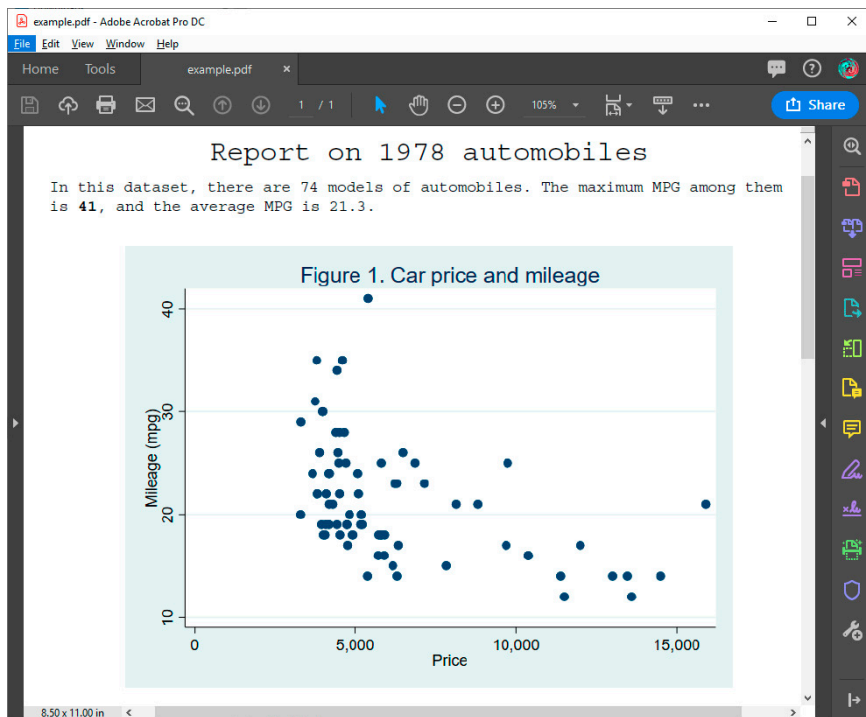 example.pdf - Adobe Acrobat Pro DC
File Edit View Window Help
Home Tools example.pdf ×
1 / 1 105% Share
Report on 1978 automobiles
In this dataset, there are 74 models of automobiles. The maximum MPG among them
is 41, and the average MPG is 21.3.
Figure 1. Car price and mileage
Mileage (mpg)
40
30
20
10
0 5,000 10,000 15,000
Price
8.50 x 11.00 in